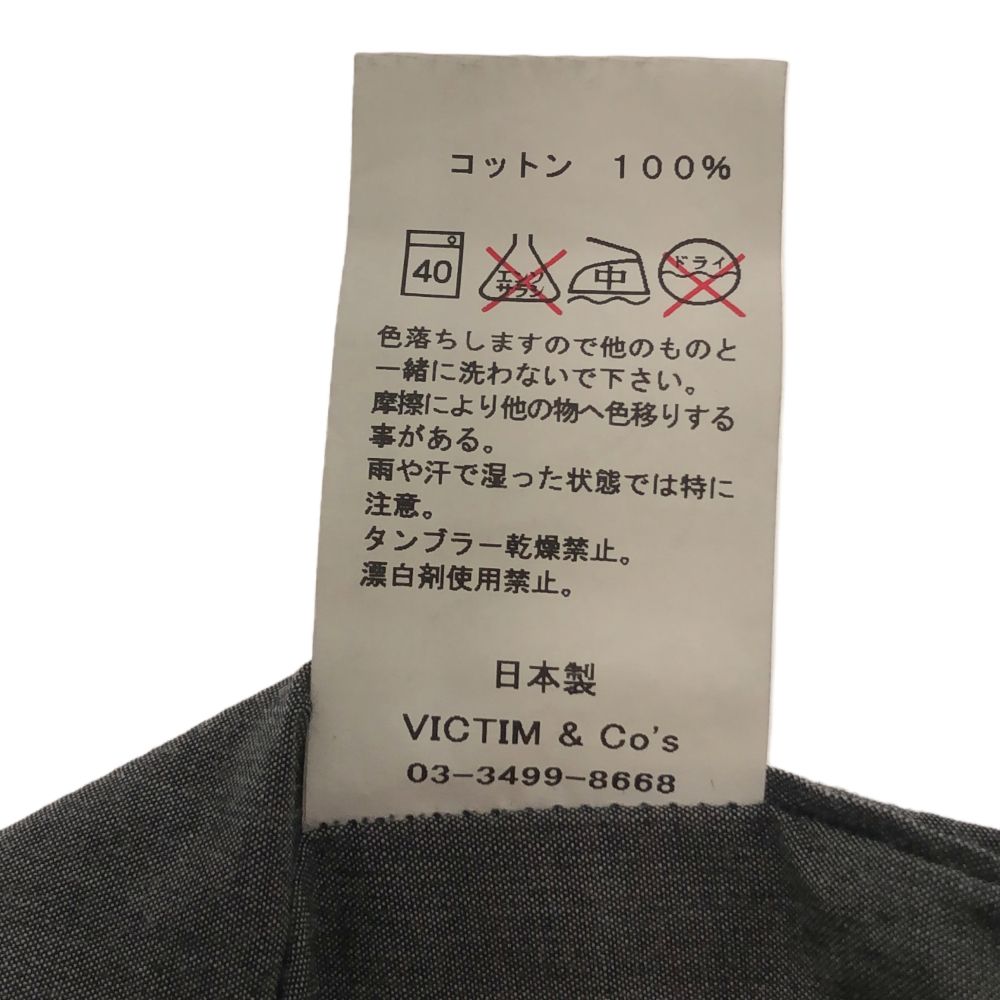 コットン 100%
40
エンソ
サラシ
中
ドライ
色落ちしますので他のものと
一緒に洗わないで下さい。
摩擦により他の物へ色移りする
事がある。
雨や汗で湿った状態では特に
注意。
タンブラー乾燥禁止。
漂白剤使用禁止。
日本製
VICTIM & Co's
03-3499-8668